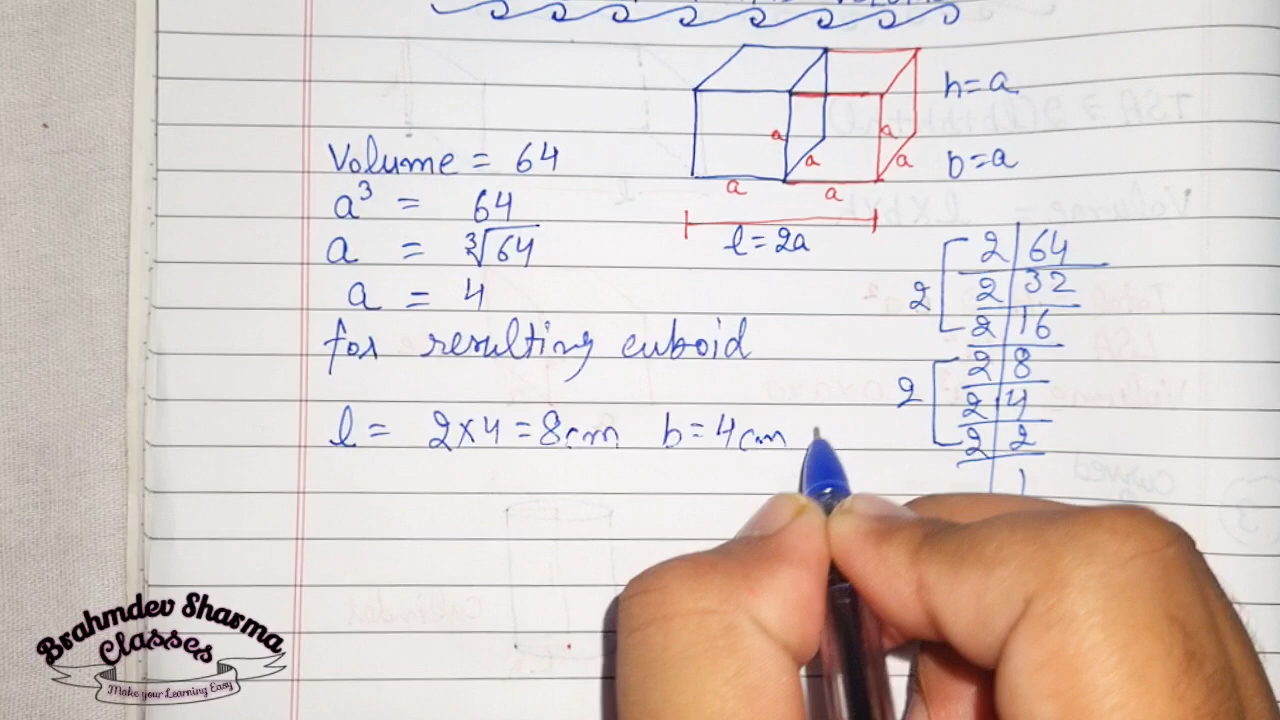 h=a
Volume = 64
b=a
a³ = 64
a
a
a
a
a
a
a = ∛64
l=2a
a = 4
for resulting cuboid
l = 2×4=8cm b=4cm
2 | 64
2 | 32
2 | 16
2 | 8
2 | 4
2 | 2
1
2
2
Brahmdev Sharma
Classes
Make your Learning Easy